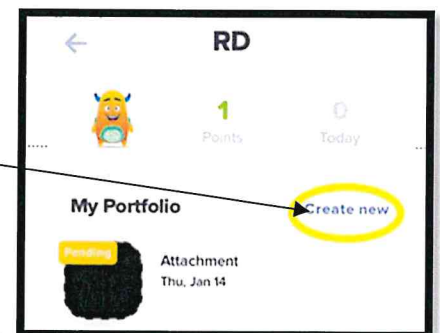 RD
1 0
Points Today
My Portfolio Create new
Pending
Attachment
Thu, Jan 14